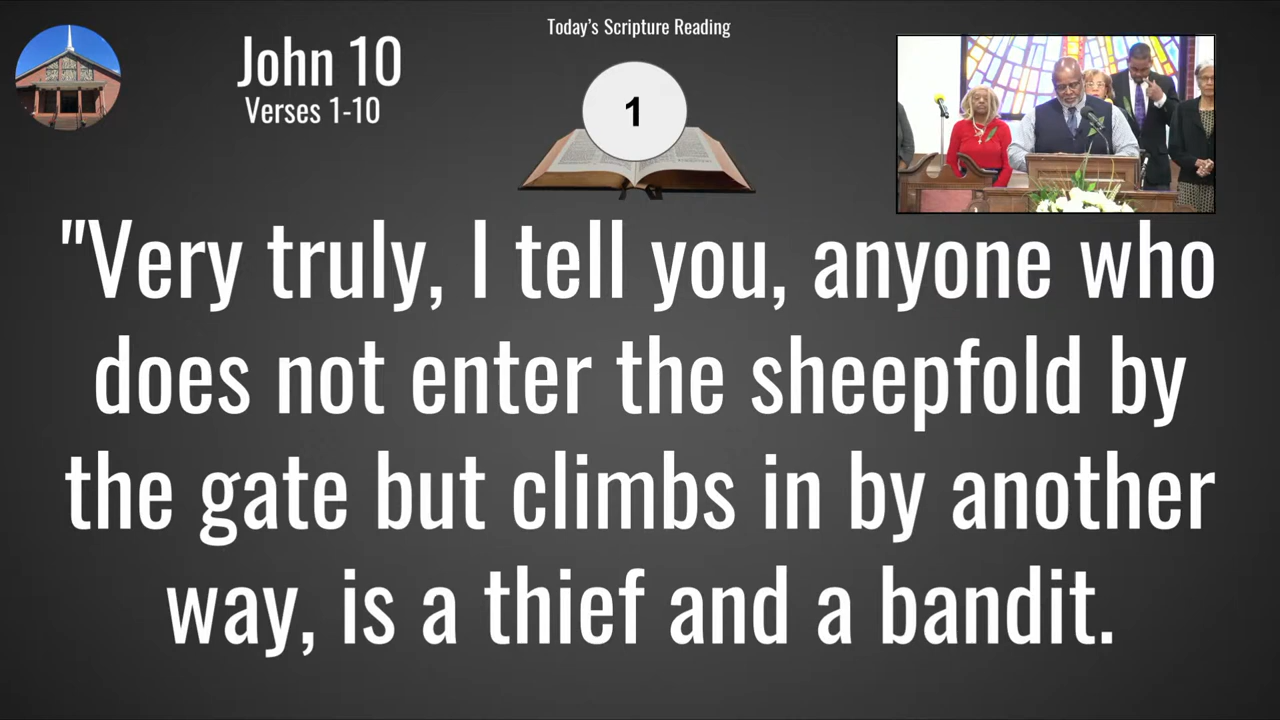 Today's Scripture Reading
John 10
Verses 1-10
1
"Very truly, I tell you, anyone who
does not enter the sheepfold by
the gate but climbs in by another
way, is a thief and a bandit.